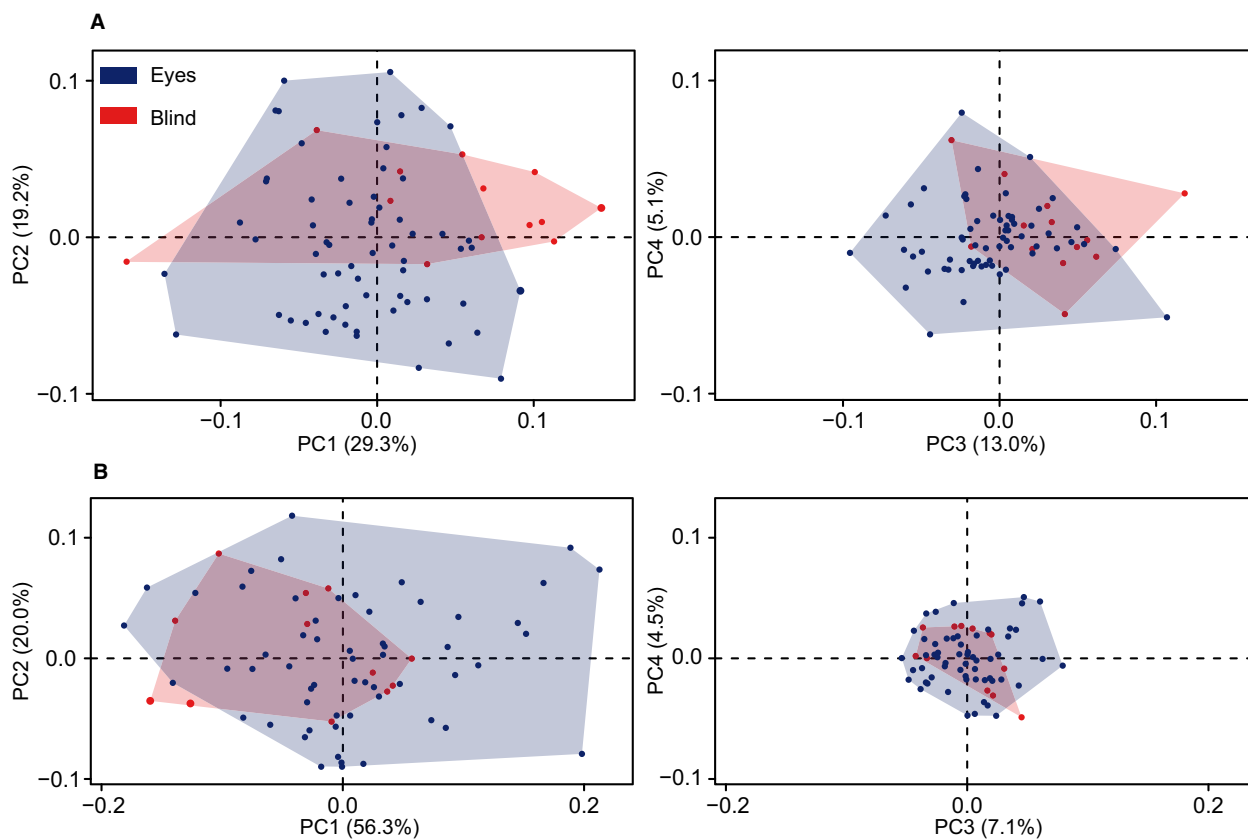 A
Eyes
Blind
0.1
0.0
−0.1
PC2 (19.2%)
−0.1
0.0
0.1
PC1 (29.3%)
0.1
0.0
−0.1
PC4 (5.1%)
−0.1
0.0
0.1
PC3 (13.0%)
B
0.1
0.0
−0.1
PC2 (20.0%)
−0.2
0.0
0.2
PC1 (56.3%)
0.1
0.0
−0.1
PC4 (4.5%)
−0.2
0.0
0.2
PC3 (7.1%)